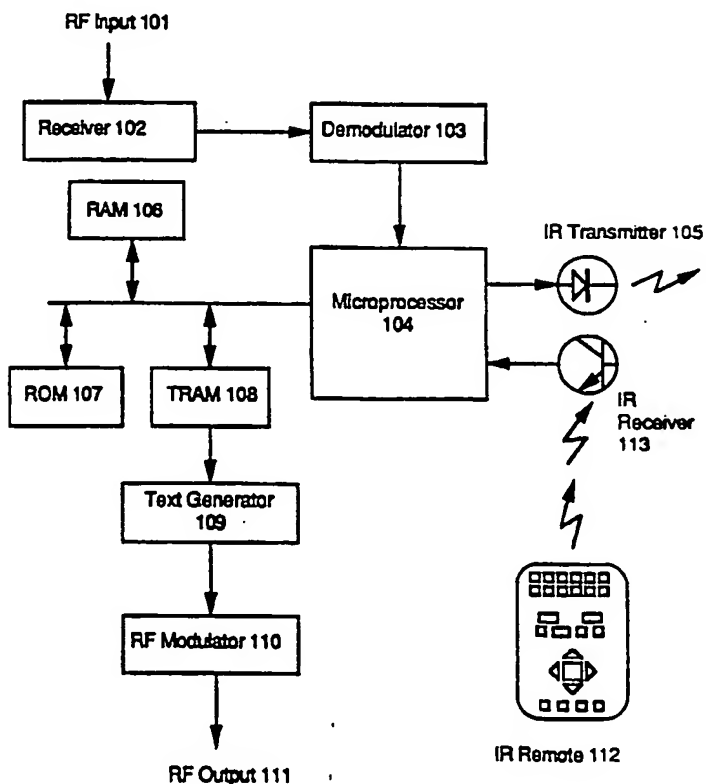 RF Input 101
Receiver 102
Demodulator 103
RAM 106
IR Transmitter 105
Microprocessor
104
ROM 107
TRAM 108
IR
Receiver
113
Text Generator
109
RF Modulator 110
RF Output 111
IR Remote 112